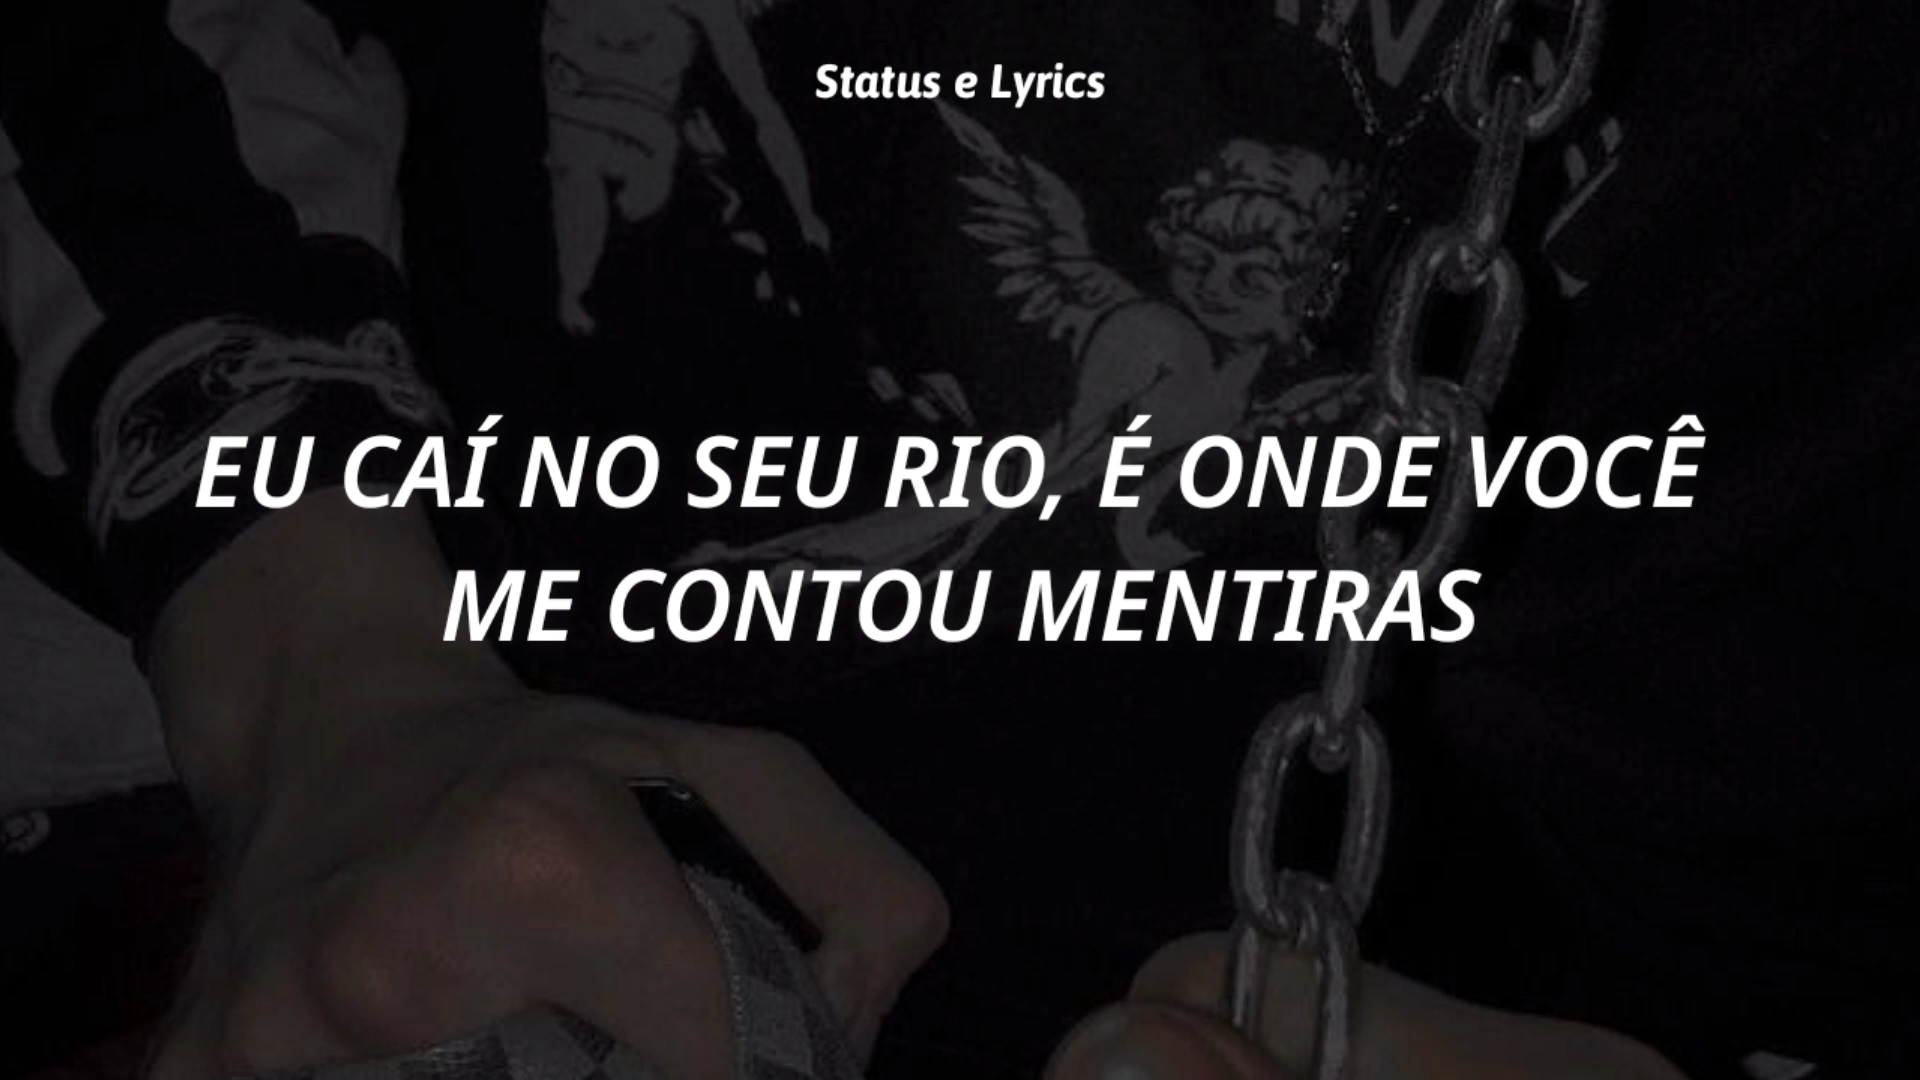 Status e Lyrics
EU CAÍ NO SEU RIO, É ONDE VOCÊ
ME CONTOU MENTIRAS